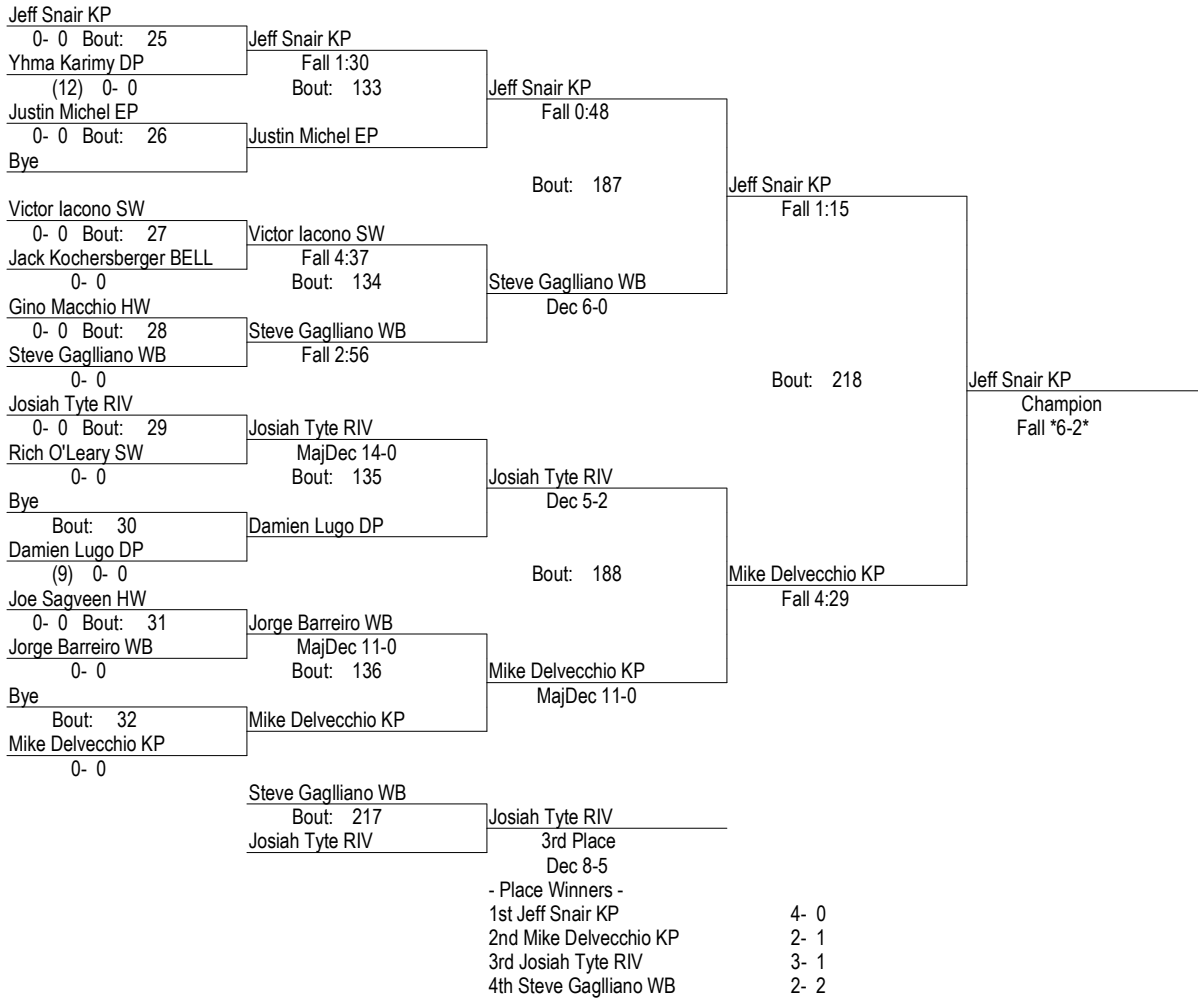 Jeff Snair KP
0- 0 Bout: 25
Jeff Snair KP
Yhma Karimy DP
Fall 1:30
(12) 0- 0
Bout: 133
Jeff Snair KP
Justin Michel EP
Fall 0:48
0- 0 Bout: 26
Justin Michel EP
Bye
Bout: 187
Jeff Snair KP
Victor Iacono SW
Fall 1:15
0- 0 Bout: 27
Victor Iacono SW
Jack Kochersberger BELL
Fall 4:37
0- 0
Bout: 134
Steve Gaglliano WB
Gino Macchio HW
Dec 6-0
0- 0 Bout: 28
Steve Gaglliano WB
Steve Gaglliano WB
Fall 2:56
0- 0
Bout: 218
Jeff Snair KP
Josiah Tyte RIV
Champion
0- 0 Bout: 29
Josiah Tyte RIV
Fall *6-2*
Rich O'Leary SW
MajDec 14-0
0- 0
Bout: 135
Josiah Tyte RIV
Bye
Dec 5-2
Bout: 30
Damien Lugo DP
Damien Lugo DP
(9) 0- 0
Bout: 188
Mike Delvecchio KP
Joe Sagveen HW
Fall 4:29
0- 0 Bout: 31
Jorge Barreiro WB
Jorge Barreiro WB
MajDec 11-0
0- 0
Bout: 136
Mike Delvecchio KP
Bye
MajDec 11-0
Bout: 32
Mike Delvecchio KP
Mike Delvecchio KP
0- 0
Steve Gaglliano WB
Bout: 217
Josiah Tyte RIV
Josiah Tyte RIV
3rd Place
Dec 8-5
- Place Winners -
1st Jeff Snair KP 4- 0
2nd Mike Delvecchio KP 2- 1
3rd Josiah Tyte RIV 3- 1
4th Steve Gaglliano WB 2- 2